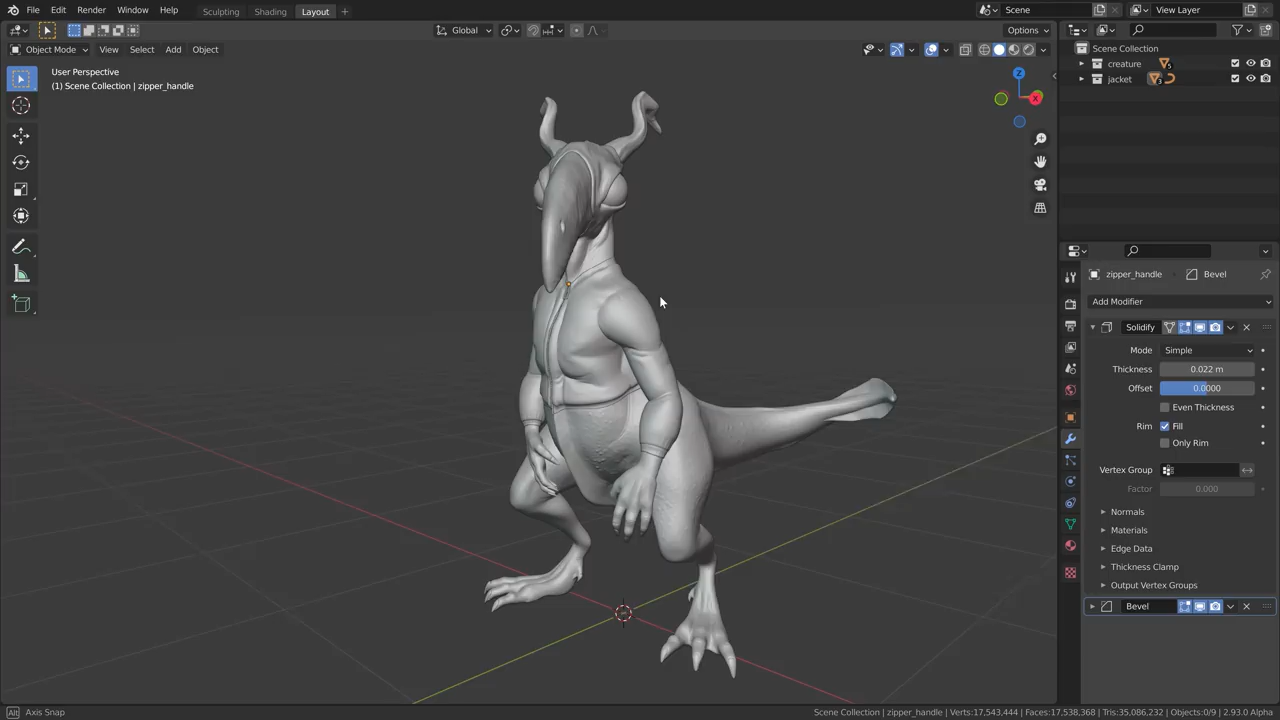 File Edit Render Window Help Sculpting Shading Layout + Scene View Layer
Global Options
Object Mode View Select Add Object
User Perspective
(1) Scene Collection | zipper_handle
Z
X
Scene Collection
creature 5
jacket 3
zipper_handle Bevel
Add Modifier
Solidify
Mode Simple
Thickness 0.022 m
Offset 0.0000
Even Thickness
Rim Fill
Only Rim
Vertex Group
Factor 0.000
Normals
Materials
Edge Data
Thickness Clamp
Output Vertex Groups
Bevel
Alt Axis Snap
Scene Collection | zipper_handle | Verts:17,543,444 | Faces:17,538,368 | Tris:35,086,232 | Objects:0/9 | 2.93.0 Alpha